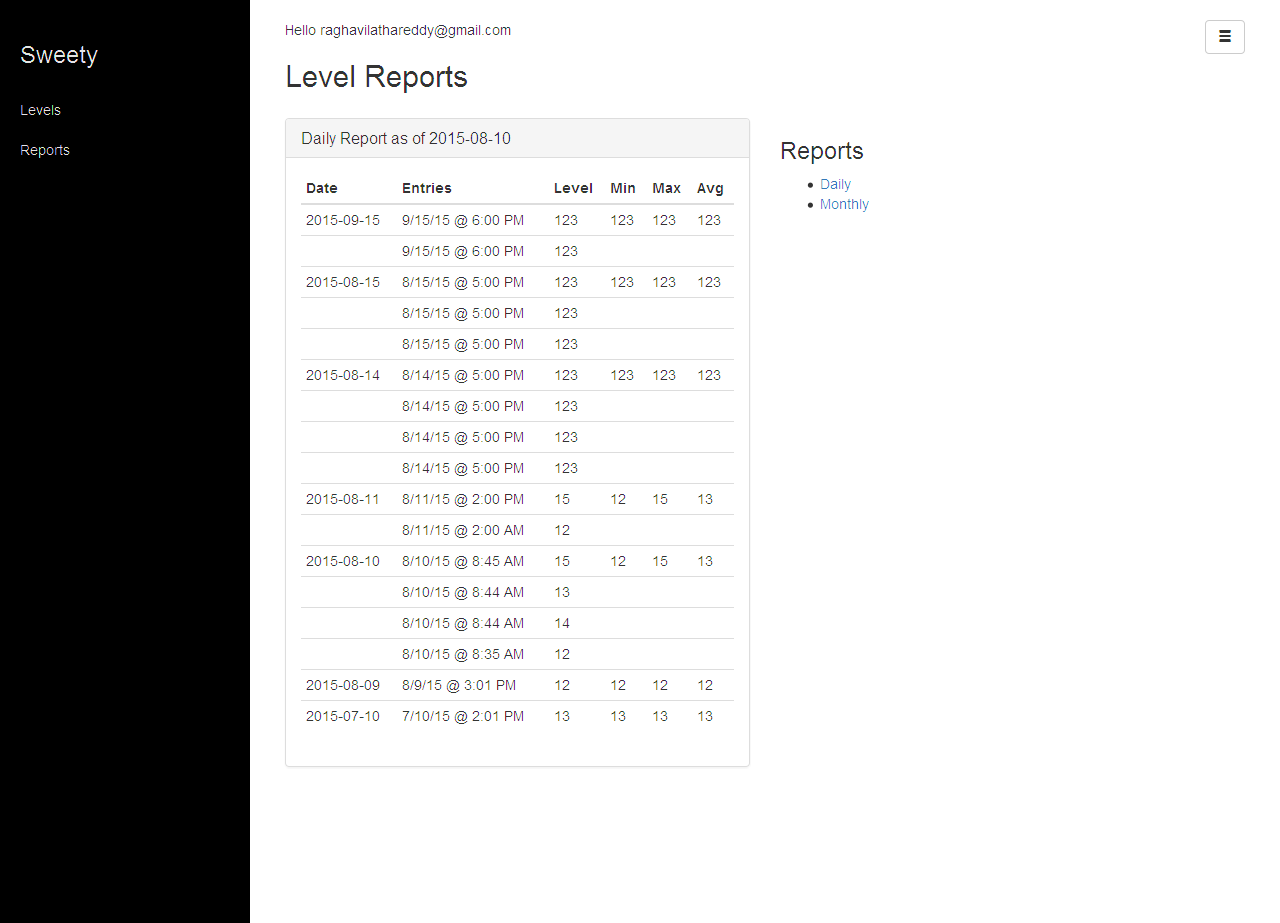 Sweety
Levels
Reports
Hello raghavilathareddy@gmail.com
Level Reports
Daily Report as of 2015-08-10
Date Entries Level Min Max Avg
2015-09-15 9/15/15 @ 6:00 PM 123 123 123 123
9/15/15 @ 6:00 PM 123
2015-08-15 8/15/15 @ 5:00 PM 123 123 123 123
8/15/15 @ 5:00 PM 123
8/15/15 @ 5:00 PM 123
2015-08-14 8/14/15 @ 5:00 PM 123 123 123 123
8/14/15 @ 5:00 PM 123
8/14/15 @ 5:00 PM 123
8/14/15 @ 5:00 PM 123
2015-08-11 8/11/15 @ 2:00 PM 15 12 15 13
8/11/15 @ 2:00 AM 12
2015-08-10 8/10/15 @ 8:45 AM 15 12 15 13
8/10/15 @ 8:44 AM 13
8/10/15 @ 8:44 AM 14
8/10/15 @ 8:35 AM 12
2015-08-09 8/9/15 @ 3:01 PM 12 12 12 12
2015-07-10 7/10/15 @ 2:01 PM 13 13 13 13
Reports
Daily
Monthly